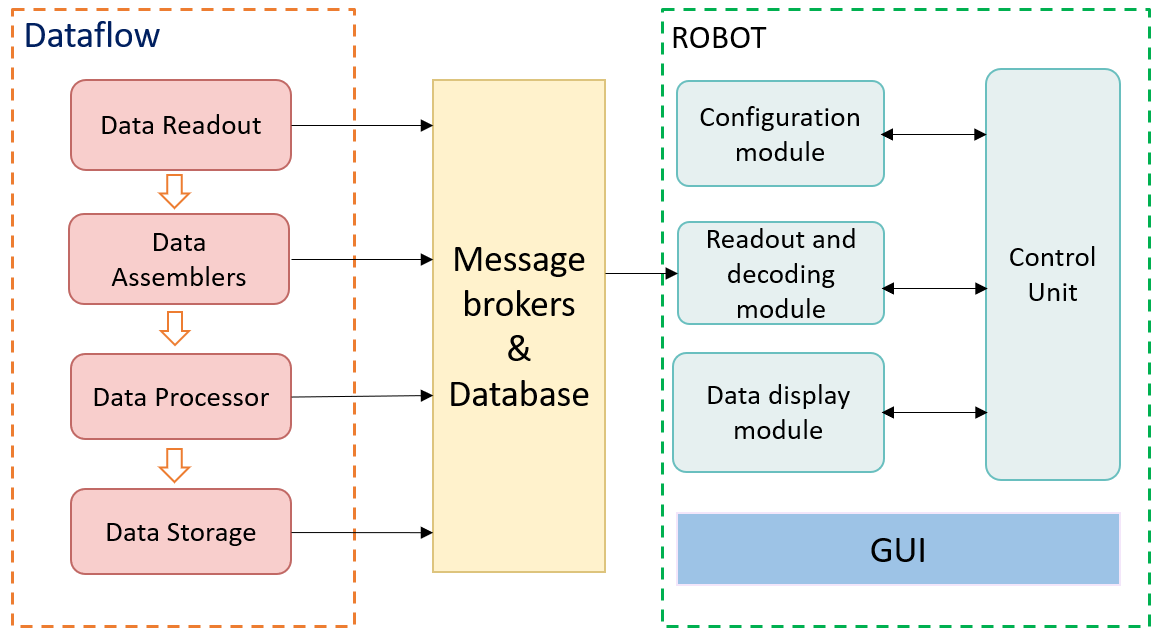 Dataflow
Data Readout
Data
Assemblers
Data Processor
Data Storage
Message
brokers
&
Database
ROBOT
Configuration
module
Readout and
decoding
module
Data display
module
Control
Unit
GUI